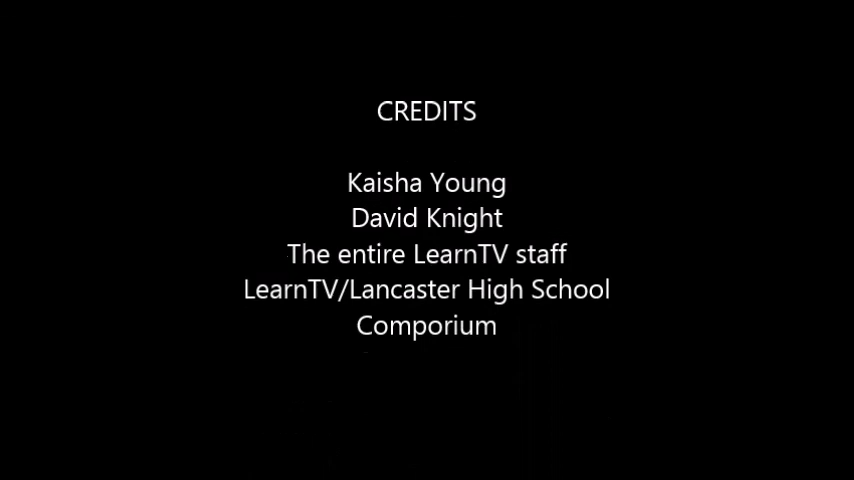 CREDITS
Kaisha Young
David Knight
The entire LearnTV staff
LearnTV/Lancaster High School
Comporium